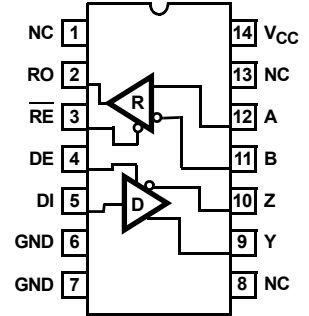 NC 1 14 VCC
RO 2 13 NC
R
RE 3 12 A
DE 4 11 B
DI 5 D 10 Z
GND 6 9 Y
GND 7 8 NC